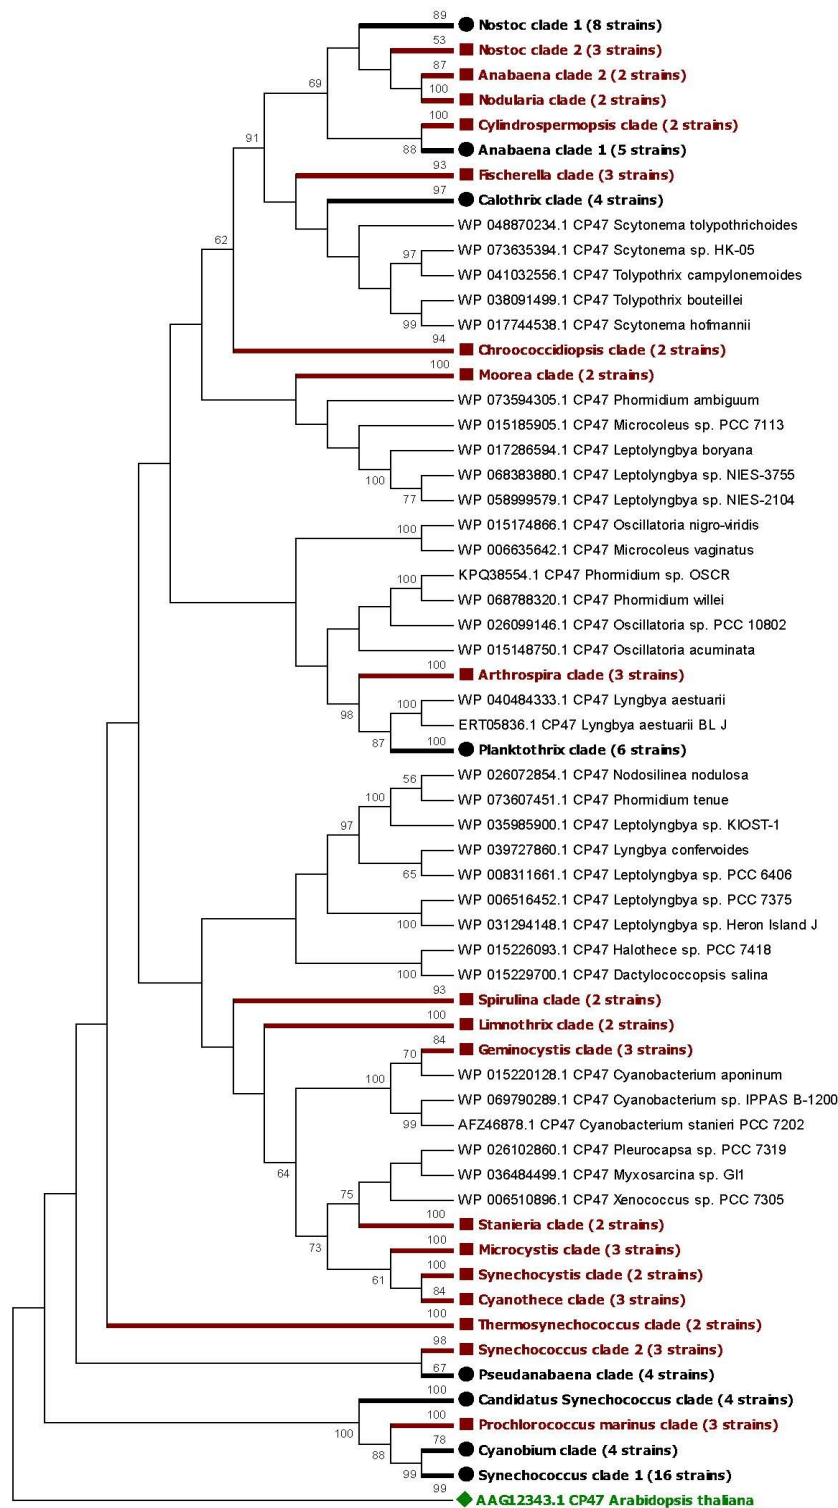 89
Nostoc clade 1 (8 strains)
53
Nostoc clade 2 (3 strains)
87
Anabaena clade 2 (2 strains)
69
100
Nodularia clade (2 strains)
100
Cylindrospermopsis clade (2 strains)
91
88
Anabaena clade 1 (5 strains)
93
Fischerella clade (3 strains)
97
Calothrix clade (4 strains)
WP 048870234.1 CP47 Scytonema tolypothrichoides
62
97
WP 073635394.1 CP47 Scytonema sp. HK-05
WP 041032556.1 CP47 Tolypothrix campylonemoides
WP 038091499.1 CP47 Tolypothrix bouteillei
99
WP 017744538.1 CP47 Scytonema hofmannii
94
Chroococcidiopsis clade (2 strains)
100
Moorea clade (2 strains)
WP 073594305.1 CP47 Phormidium ambiguum
WP 015185905.1 CP47 Microcoleus sp. PCC 7113
WP 017286594.1 CP47 Leptolyngbya boryana
100
WP 068383880.1 CP47 Leptolyngbya sp. NIES-3755
77
WP 058999579.1 CP47 Leptolyngbya sp. NIES-2104
100
WP 015174866.1 CP47 Oscillatoria nigro-viridis
WP 006635642.1 CP47 Microcoleus vaginatus
100
KPQ38554.1 CP47 Phormidium sp. OSCR
WP 068788320.1 CP47 Phormidium willei
WP 026099146.1 CP47 Oscillatoria sp. PCC 10802
WP 015148750.1 CP47 Oscillatoria acuminata
100
Arthrospira clade (3 strains)
98
100
WP 040484333.1 CP47 Lyngbya aestuarii
ERT05836.1 CP47 Lyngbya aestuarii BL J
87
100
Planktothrix clade (6 strains)
56
WP 026072854.1 CP47 Nodosilinea nodulosa
100
WP 073607451.1 CP47 Phormidium tenue
97
WP 035985900.1 CP47 Leptolyngbya sp. KIOST-1
WP 039727860.1 CP47 Lyngbya confervoides
65
WP 008311661.1 CP47 Leptolyngbya sp. PCC 6406
WP 006516452.1 CP47 Leptolyngbya sp. PCC 7375
100
WP 031294148.1 CP47 Leptolyngbya sp. Heron Island J
WP 015226093.1 CP47 Halothece sp. PCC 7418
100
WP 015229700.1 CP47 Dactylococcopsis salina
93
Spirulina clade (2 strains)
100
Limnothrix clade (2 strains)
84
Geminocystis clade (3 strains)
70
100
WP 015220128.1 CP47 Cyanobacterium aponinum
WP 069790289.1 CP47 Cyanobacterium sp. IPPAS B-1200
99
AFZ46878.1 CP47 Cyanobacterium stanieri PCC 7202
WP 026102860.1 CP47 Pleurocapsa sp. PCC 7319
64
WP 036484499.1 CP47 Myxosarcina sp. GI1
75
WP 006510896.1 CP47 Xenococcus sp. PCC 7305
100
Stanieria clade (2 strains)
73
100
Microcystis clade (3 strains)
61
100
Synechocystis clade (2 strains)
84
Cyanothece clade (3 strains)
100
Thermosynechococcus clade (2 strains)
98
Synechococcus clade 2 (3 strains)
67
Pseudanabaena clade (4 strains)
100
Candidatus Synechococcus clade (4 strains)
100
100
Prochlorococcus marinus clade (3 strains)
88
78
Cyanobium clade (4 strains)
99
Synechococcus clade 1 (16 strains)
99
AAG12343.1 CP47 Arabidopsis thaliana